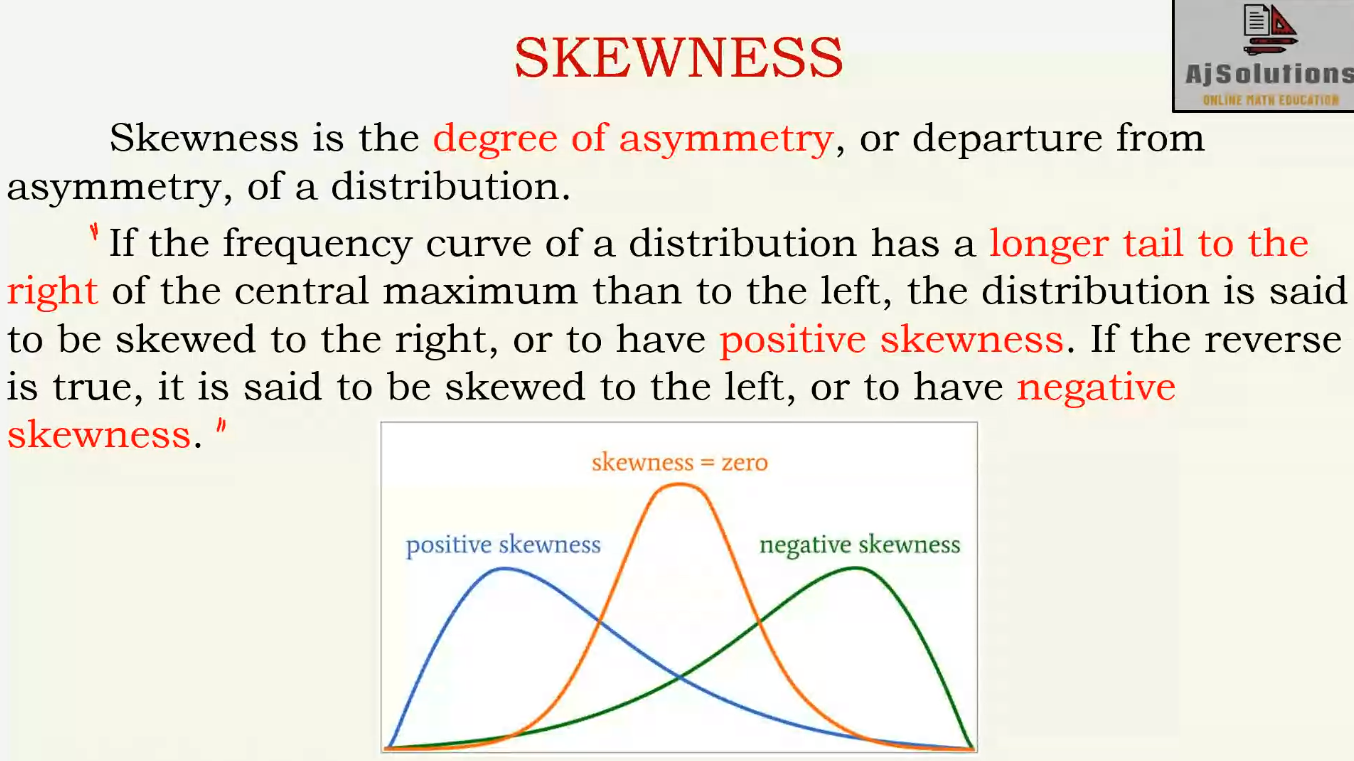 SKEWNESS
AjSolutions
ONLINE MATH EDUCATION
Skewness is the degree of asymmetry, or departure from
asymmetry, of a distribution.
" If the frequency curve of a distribution has a longer tail to the
right of the central maximum than to the left, the distribution is said
to be skewed to the right, or to have positive skewness. If the reverse
is true, it is said to be skewed to the left, or to have negative
skewness. "
skewness = zero
positive skewness
negative skewness